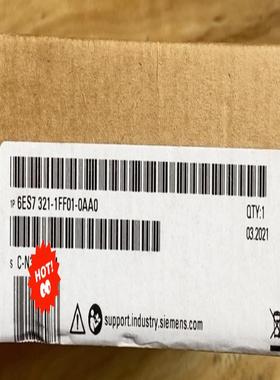 1P 6ES7 321-1FF01-0AA0
QTY:1
03.2021
S C-N
HOT!
support.industry.siemens.com